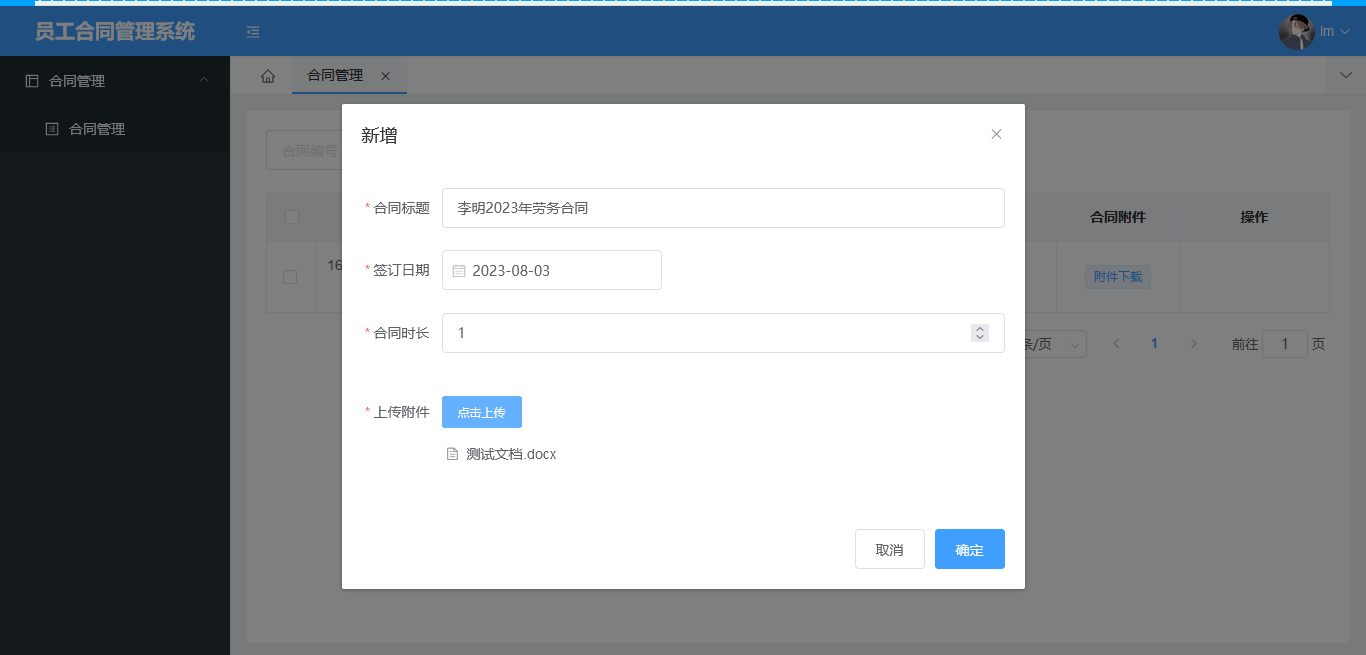 员工合同管理系统
lm
合同管理
合同管理
合同管理
新增
合同编号
* 合同标题
李明2023年劳务合同
合同附件
操作
16
* 签订日期
2023-08-03
附件下载
* 合同时长
1
条/页
1
前往
1
页
* 上传附件
点击上传
测试文档.docx
取消
确定